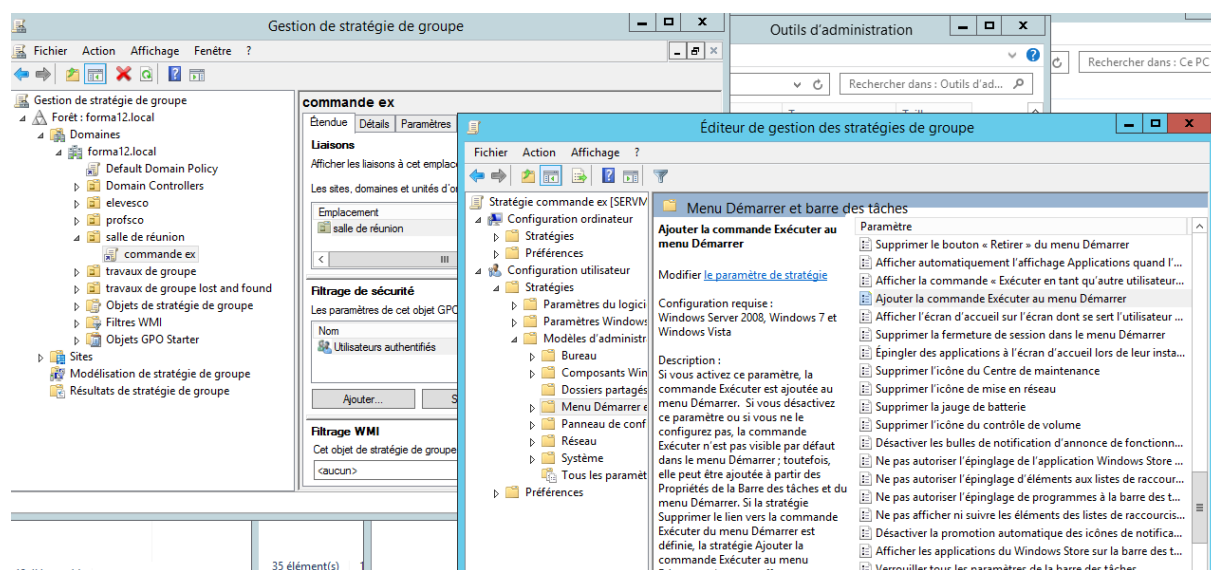 Gestion de stratégie de groupe
Fichier Action Affichage Fenêtre ?
Gestion de stratégie de groupe
Forêt : forma12.local
Domaines
forma12.local
Default Domain Policy
Domain Controllers
elevesco
profsco
salle de réunion
commande ex
travaux de groupe
travaux de groupe lost and found
Objets de stratégie de groupe
Filtres WMI
Objets GPO Starter
Sites
Modélisation de stratégie de groupe
Résultats de stratégie de groupe
commande ex
Étendue Détails Paramètres
Liaisons
Afficher les liaisons à cet emplac
Les sites, domaines et unités d'or
Emplacement
salle de réunion
Filtrage de sécurité
Les paramètres de cet objet GPC
Nom
Utilisateurs authentifiés
Ajouter... S
Filtrage WMI
Cet objet de stratégie de groupe
<aucun>
35 élément(s)
Outils d'administration
Rechercher dans : Outils d'ad...
Rechercher dans : Ce PC
Éditeur de gestion des stratégies de groupe
Fichier Action Affichage ?
Stratégie commande ex [SERVM
Configuration ordinateur
Stratégies
Préférences
Configuration utilisateur
Stratégies
Paramètres du logici
Paramètres Windows
Modèles d'administr
Bureau
Composants Win
Dossiers partagés
Menu Démarrer e
Panneau de conf
Réseau
Système
Tous les paramèt
Préférences
Menu Démarrer et barre des tâches
Ajouter la commande Exécuter au
menu Démarrer
Modifier le paramètre de stratégie
Configuration requise :
Windows Server 2008, Windows 7 et
Windows Vista
Description :
Si vous activez ce paramètre, la
commande Exécuter est ajoutée au
menu Démarrer. Si vous désactivez
ce paramètre ou si vous ne le
configurez pas, la commande
Exécuter n'est pas visible par défaut
dans le menu Démarrer ; toutefois,
elle peut être ajoutée à partir des
Propriétés de la Barre des tâches et du
menu Démarrer. Si la stratégie
Supprimer le lien vers la commande
Exécuter du menu Démarrer est
définie, la stratégie Ajouter la
commande Exécuter au menu
Paramètre
Supprimer le bouton « Retirer » du menu Démarrer
Afficher automatiquement l'affichage Applications quand l'...
Afficher la commande « Exécuter en tant qu'autre utilisateur...
Ajouter la commande Exécuter au menu Démarrer
Afficher l'écran d'accueil sur l'écran dont se sert l'utilisateur ...
Supprimer la fermeture de session dans le menu Démarrer
Épingler des applications à l'écran d'accueil lors de leur insta...
Supprimer l'icône du Centre de maintenance
Supprimer l'icône de mise en réseau
Supprimer la jauge de batterie
Supprimer l'icône du contrôle de volume
Désactiver les bulles de notification d'annonce de fonctionn...
Ne pas autoriser l'épinglage de l'application Windows Store ...
Ne pas autoriser l'épinglage d'éléments aux listes de raccour...
Ne pas autoriser l'épinglage de programmes à la barre des t...
Ne pas afficher ni suivre les éléments des listes de raccourcis...
Désactiver la promotion automatique des icônes de notifica...
Afficher les applications du Windows Store sur la barre des t...
Verrouiller tous les paramètres de la barre des tâches